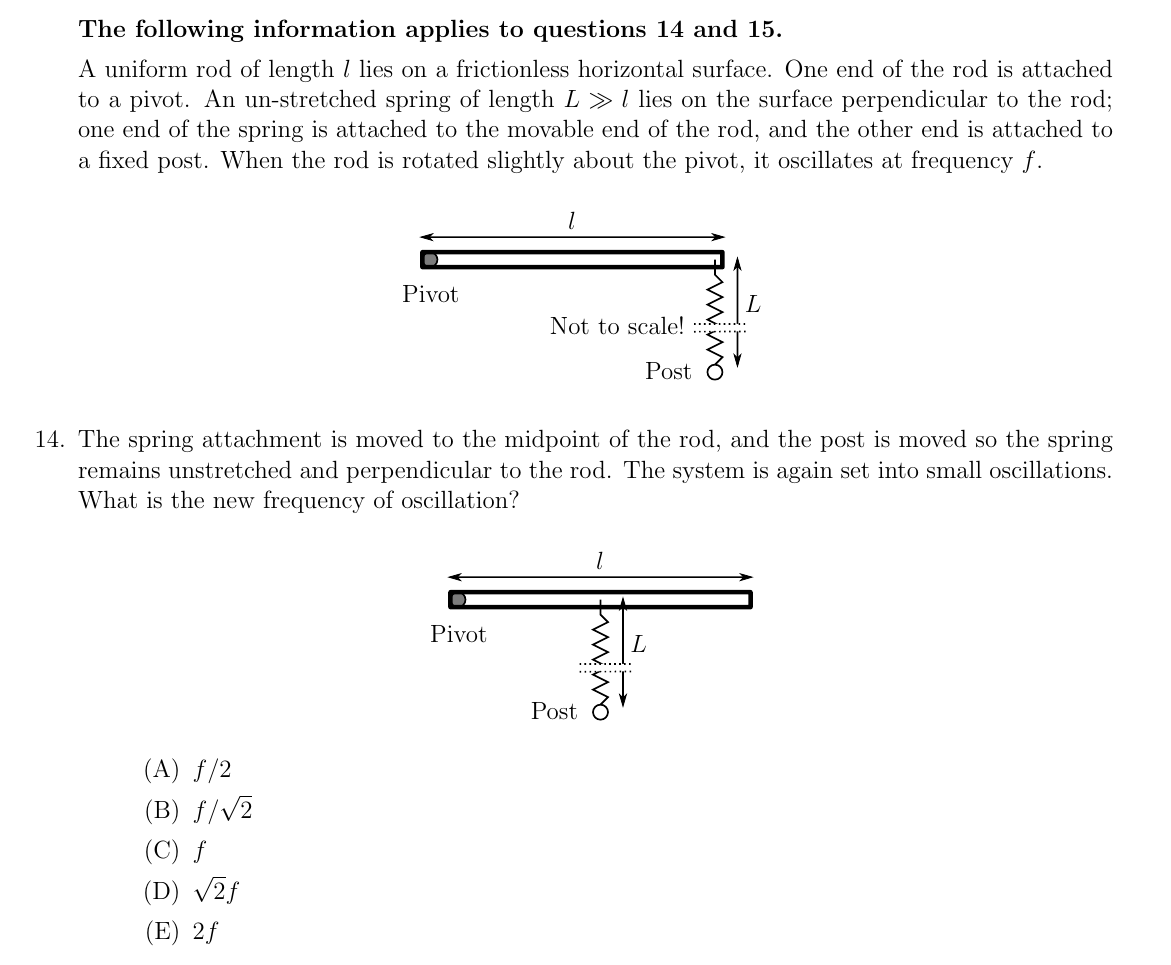 The following information applies to questions 14 and 15.
A uniform rod of length l lies on a frictionless horizontal surface. One end of the rod is attached
to a pivot. An un-stretched spring of length L ≫ l lies on the surface perpendicular to the rod;
one end of the spring is attached to the movable end of the rod, and the other end is attached to
a fixed post. When the rod is rotated slightly about the pivot, it oscillates at frequency f.
l
Pivot
L
Not to scale!
Post
14. The spring attachment is moved to the midpoint of the rod, and the post is moved so the spring
remains unstretched and perpendicular to the rod. The system is again set into small oscillations.
What is the new frequency of oscillation?
l
Pivot
L
Post
(A) f/2
(B) f/√2
(C) f
(D) √2f
(E) 2f